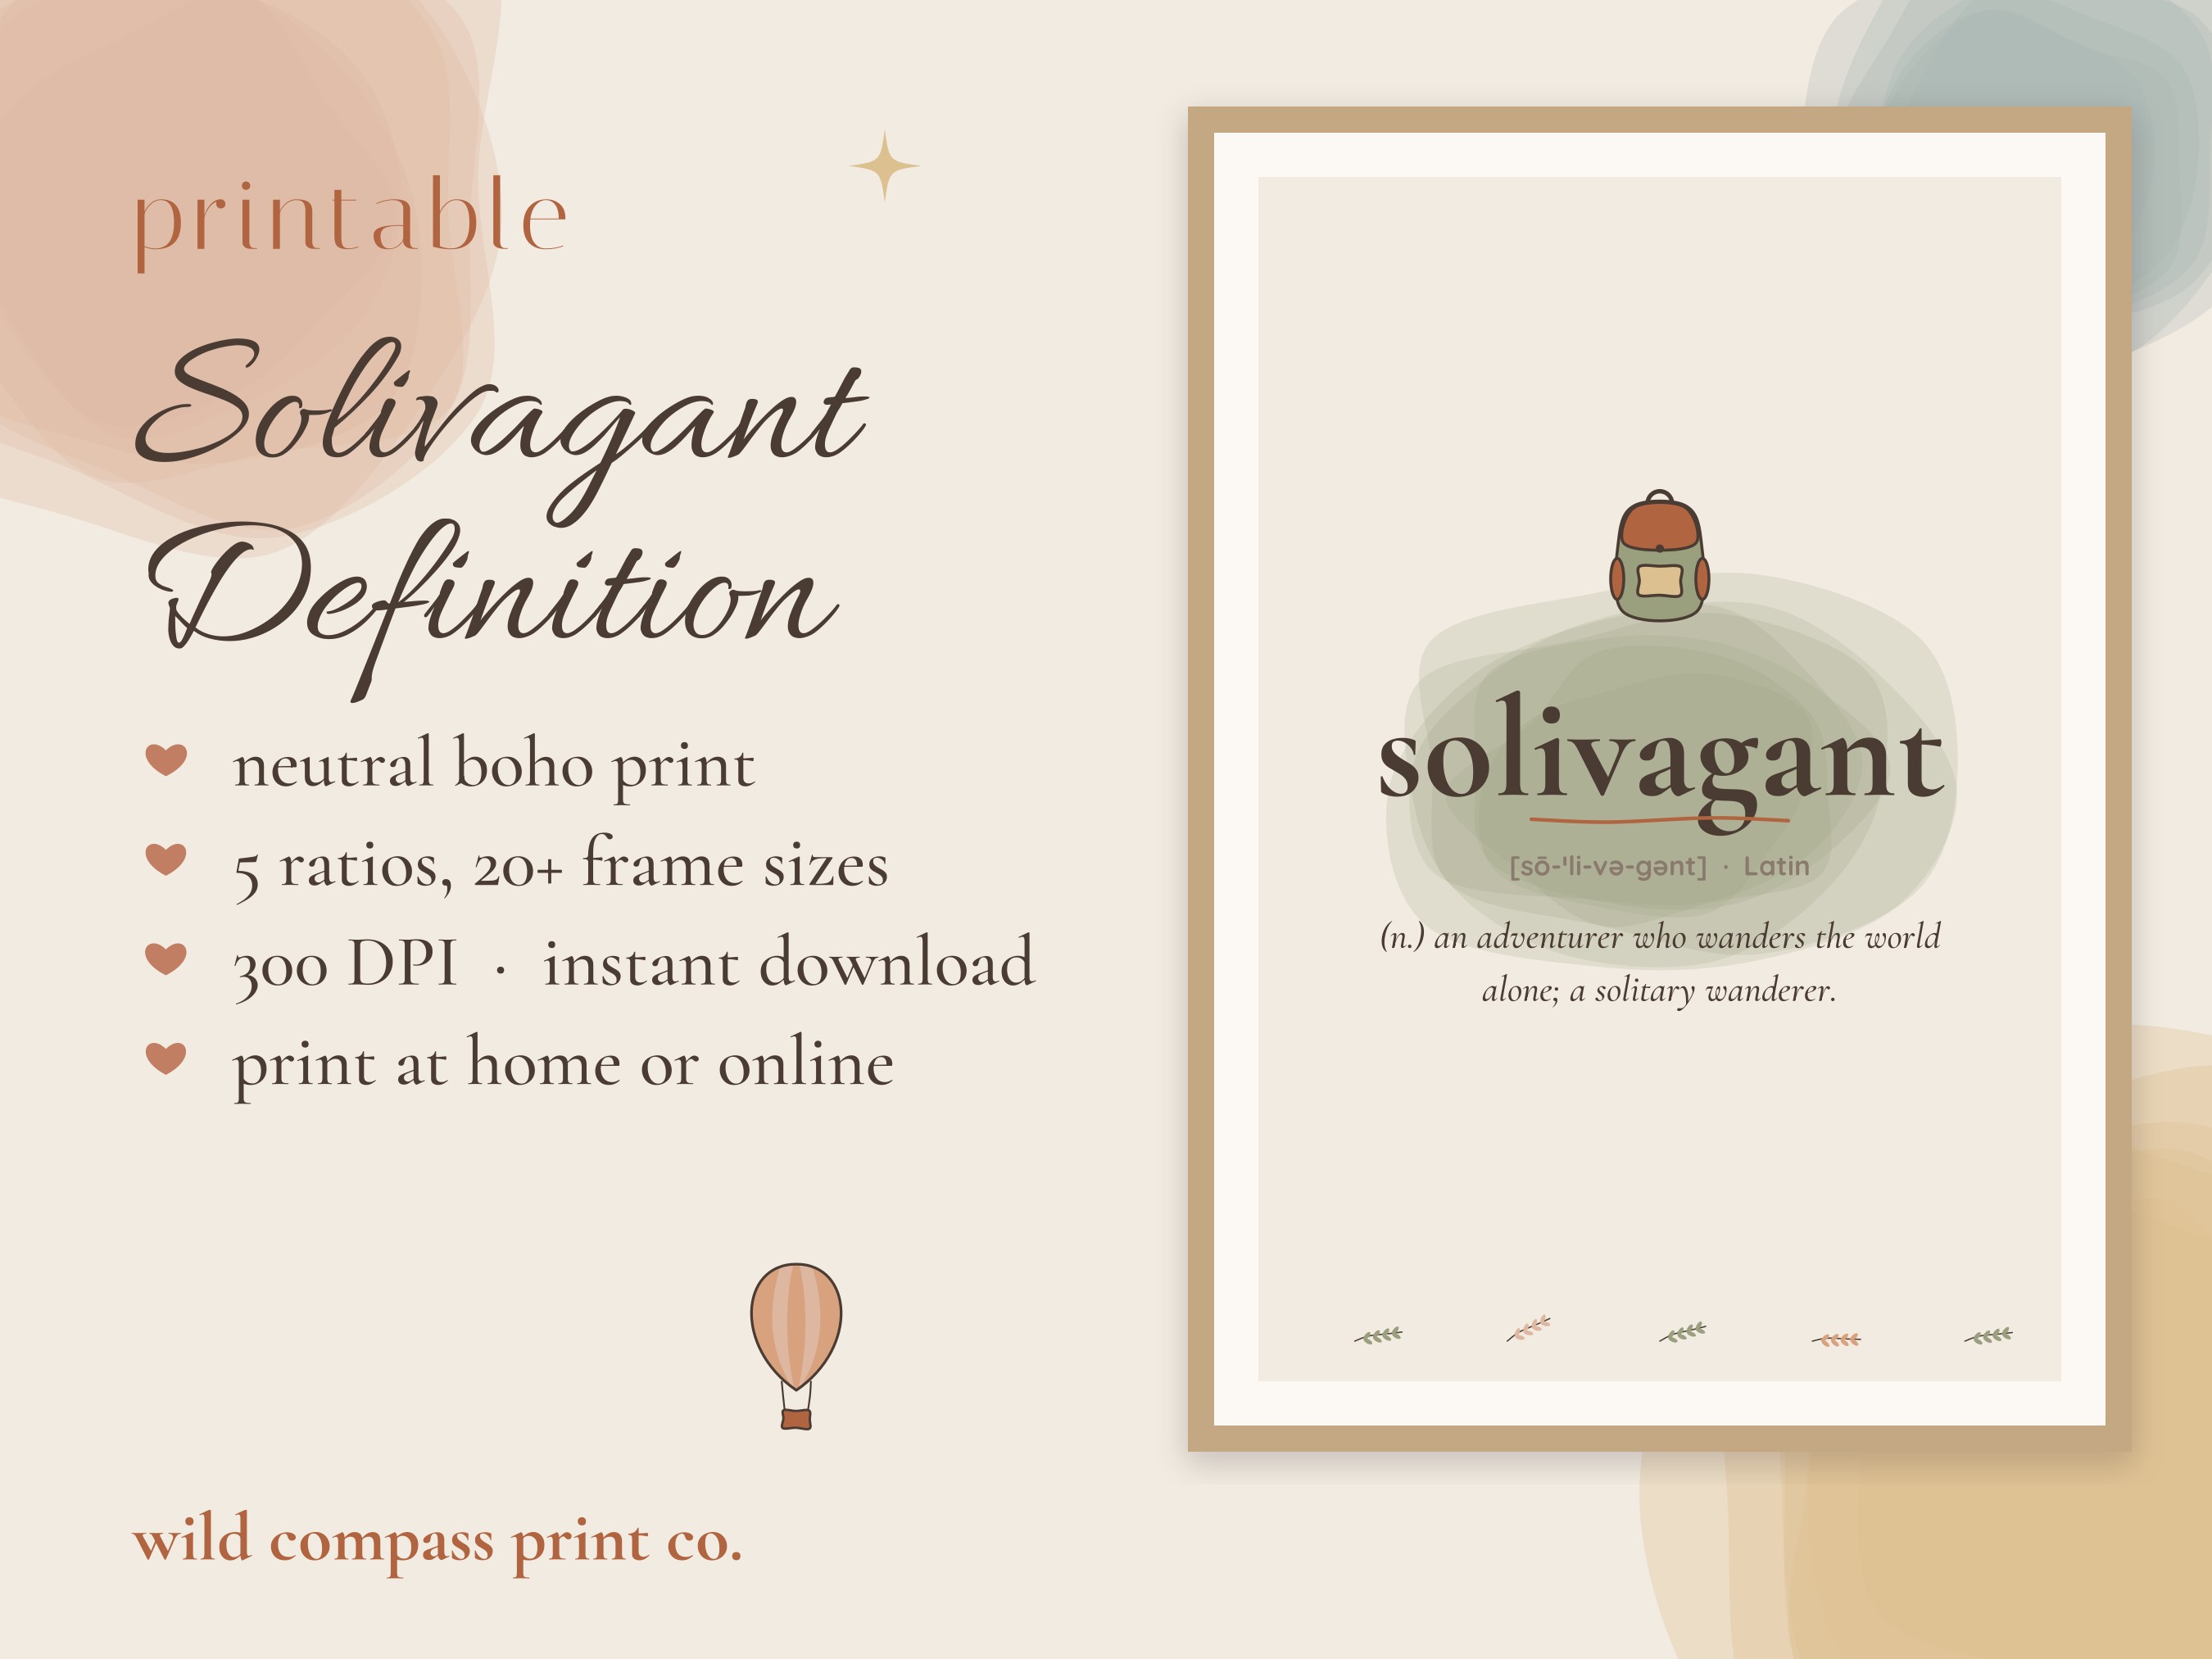 printable
Solivagant
Definition
neutral boho print
5 ratios, 20+ frame sizes
300 DPI · instant download
print at home or online
wild compass print co.
solivagant
[sō-ˈli-və-gənt] · Latin
(n.) an adventurer who wanders the world
alone; a solitary wanderer.